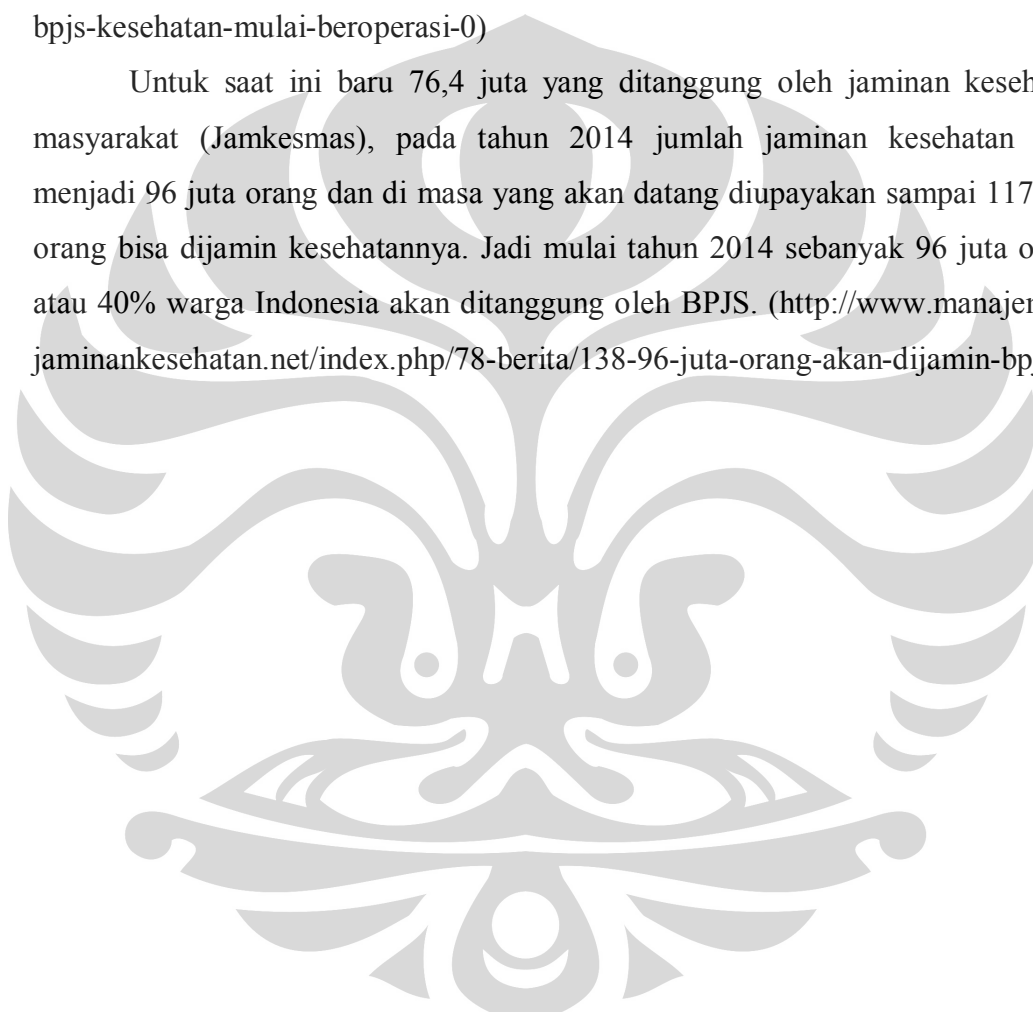 bpjs-kesehatan-mulai-beroperasi-0)
Untuk saat ini baru 76,4 juta yang ditanggung oleh jaminan keseh
masyarakat (Jamkesmas), pada tahun 2014 jumlah jaminan kesehatan
menjadi 96 juta orang dan di masa yang akan datang diupayakan sampai 117
orang bisa dijamin kesehatannya. Jadi mulai tahun 2014 sebanyak 96 juta o
atau 40% warga Indonesia akan ditanggung oleh BPJS. (http://www.manajer
jaminankesehatan.net/index.php/78-berita/138-96-juta-orang-akan-dijamin-bpj